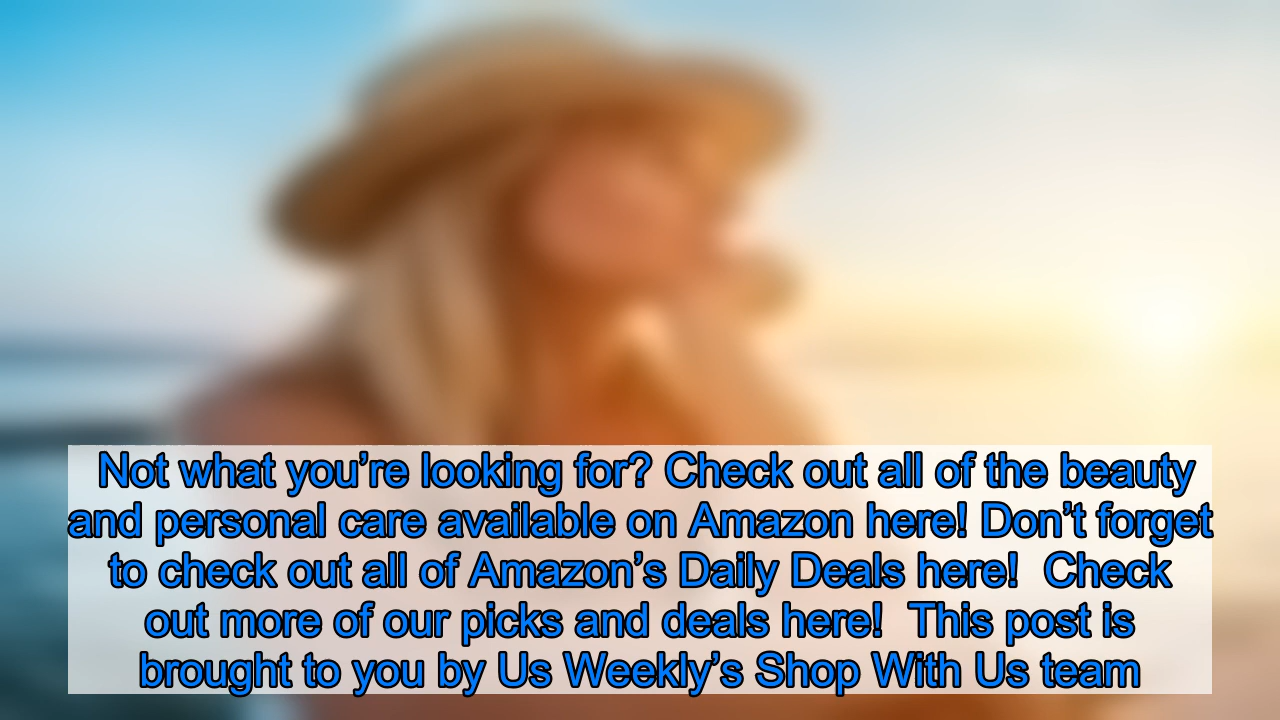 Not what you’re looking for? Check out all of the beauty
and personal care available on Amazon here! Don’t forget
to check out all of Amazon’s Daily Deals here!  Check
out more of our picks and deals here!  This post is
brought to you by Us Weekly’s Shop With Us team